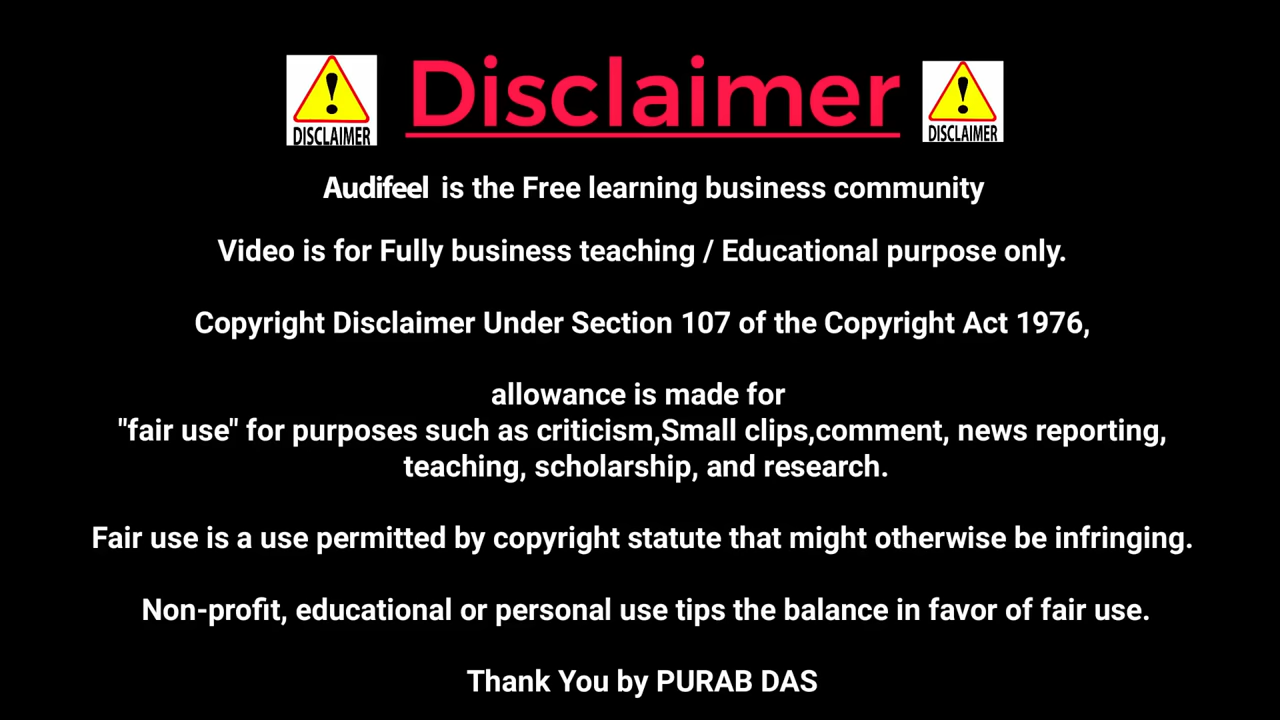 DISCLAIMER Disclaimer DISCLAIMER
Audifeel is the Free learning business community
Video is for Fully business teaching / Educational purpose only.
Copyright Disclaimer Under Section 107 of the Copyright Act 1976,
allowance is made for
"fair use" for purposes such as criticism,Small clips,comment, news reporting,
teaching, scholarship, and research.
Fair use is a use permitted by copyright statute that might otherwise be infringing.
Non-profit, educational or personal use tips the balance in favor of fair use.
Thank You by PURAB DAS